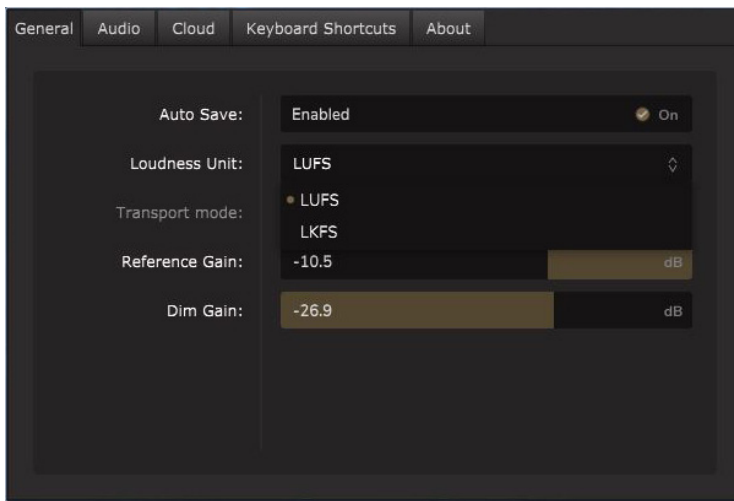 General Audio Cloud Keyboard Shortcuts About
Auto Save: Enabled On
Loudness Unit: LUFS
LUFS
Transport mode:
LKFS
Reference Gain: -10.5 dB
Dim Gain: -26.9 dB